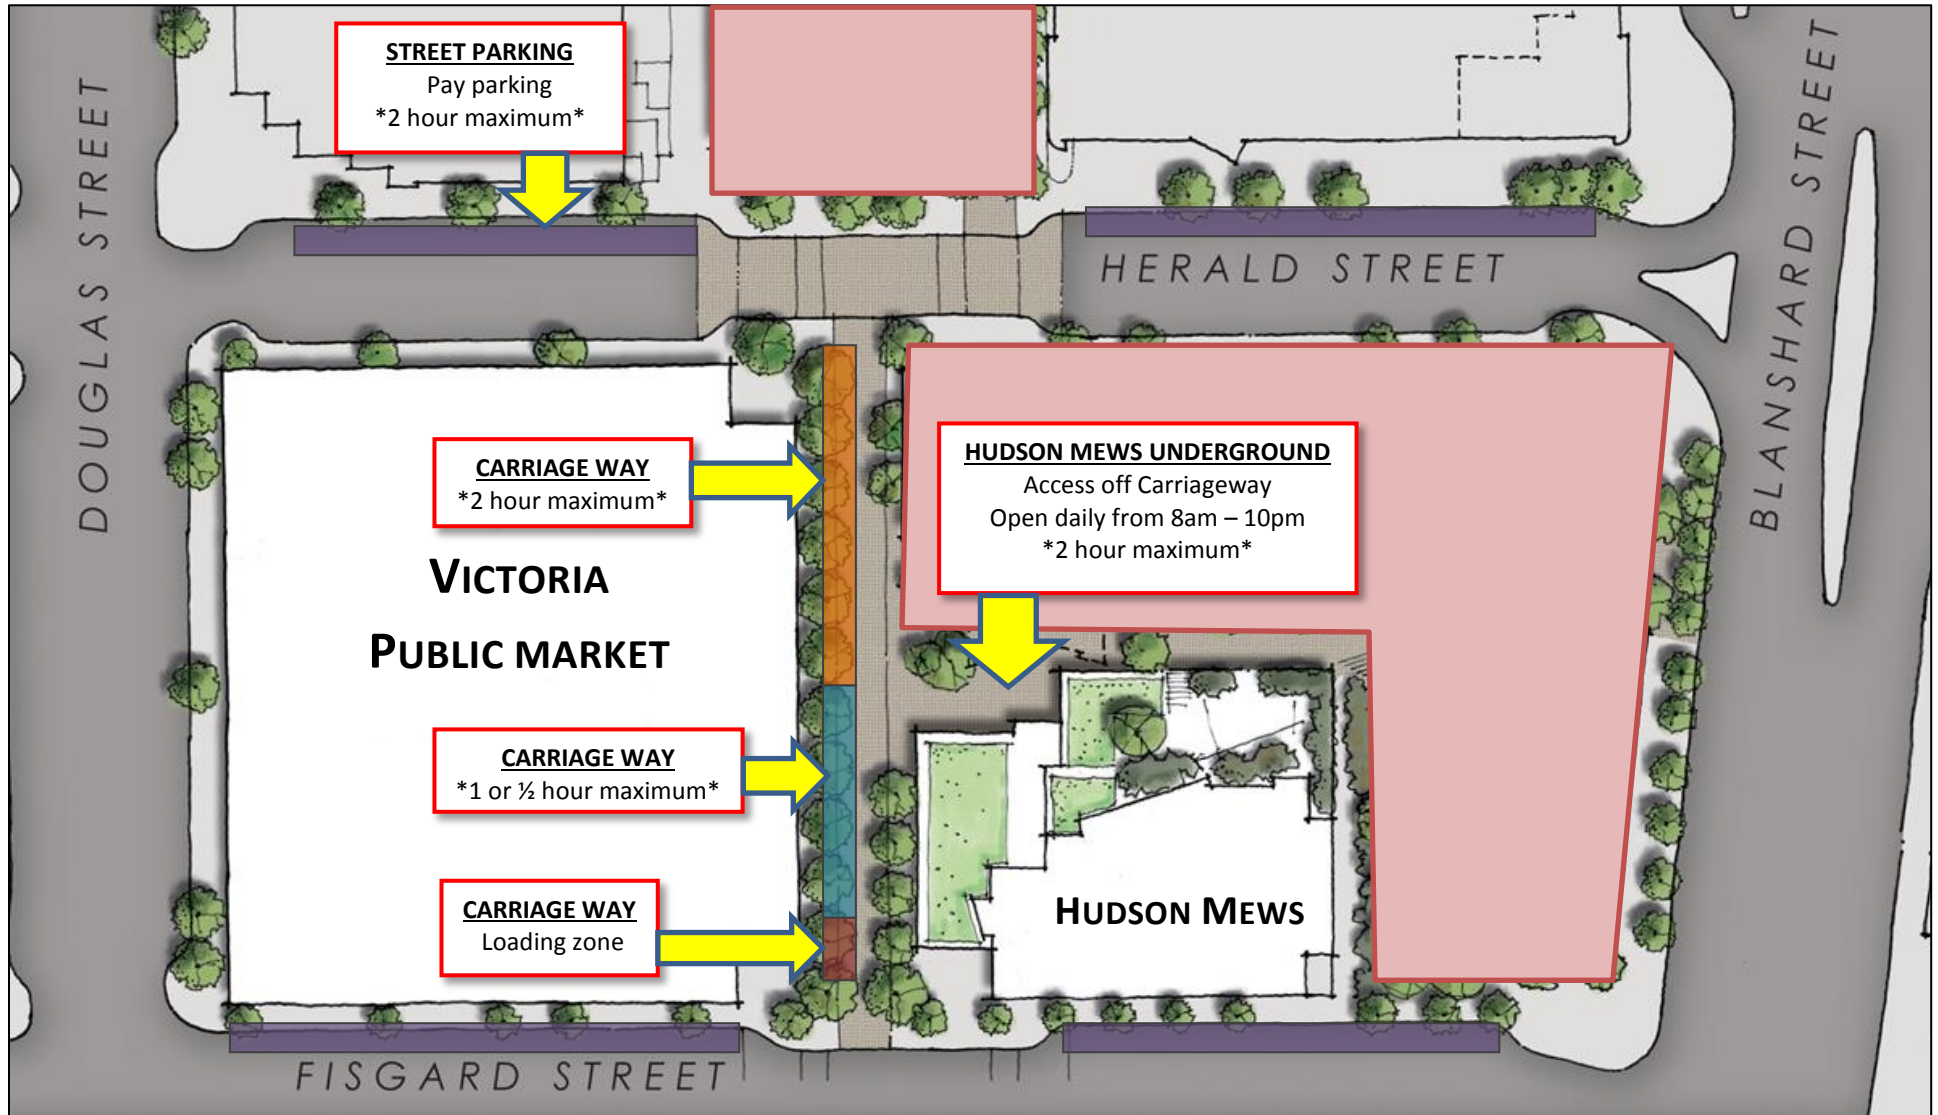 STREET PARKING
Pay parking
*2 hour maximum*
DOUGLAS STREET
HERALD STREET
BLANSHARD STREET
CARRIAGE WAY
*2 hour maximum*
HUDSON MEWS UNDERGROUND
Access off Carriageway
Open daily from 8am – 10pm
*2 hour maximum*
VICTORIA
PUBLIC MARKET
CARRIAGE WAY
*1 or ½ hour maximum*
CARRIAGE WAY
Loading zone
HUDSON MEWS
FISGARD STREET